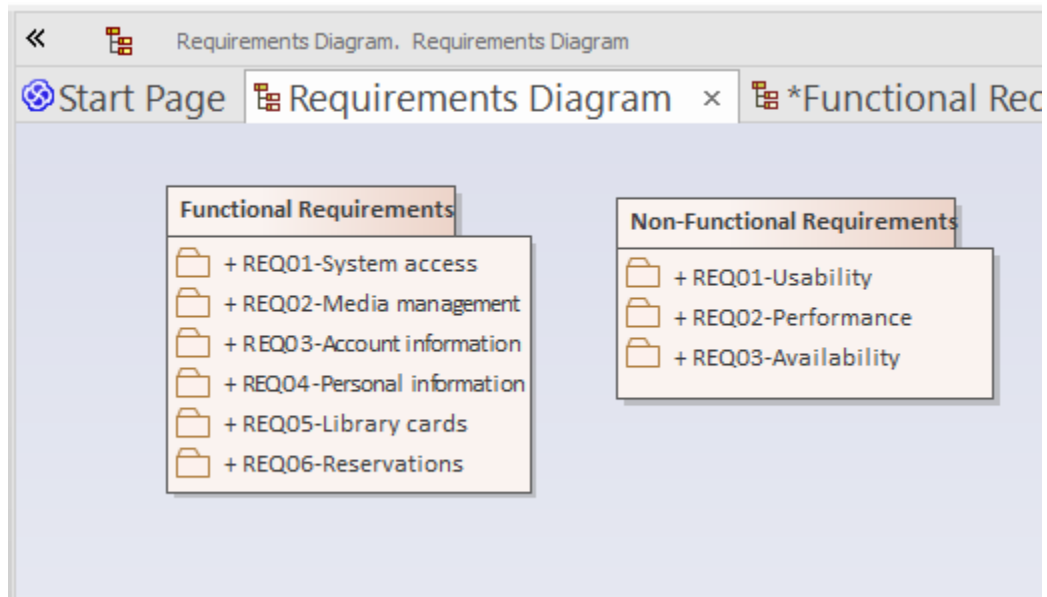 Requirements Diagram. Requirements Diagram
Start Page Requirements Diagram × *Functional Req
Functional Requirements
+ REQ01-System access
+ REQ02-Media management
+ REQ03-Account information
+ REQ04-Personal information
+ REQ05-Library cards
+ REQ06-Reservations
Non-Functional Requirements
+ REQ01-Usability
+ REQ02-Performance
+ REQ03-Availability